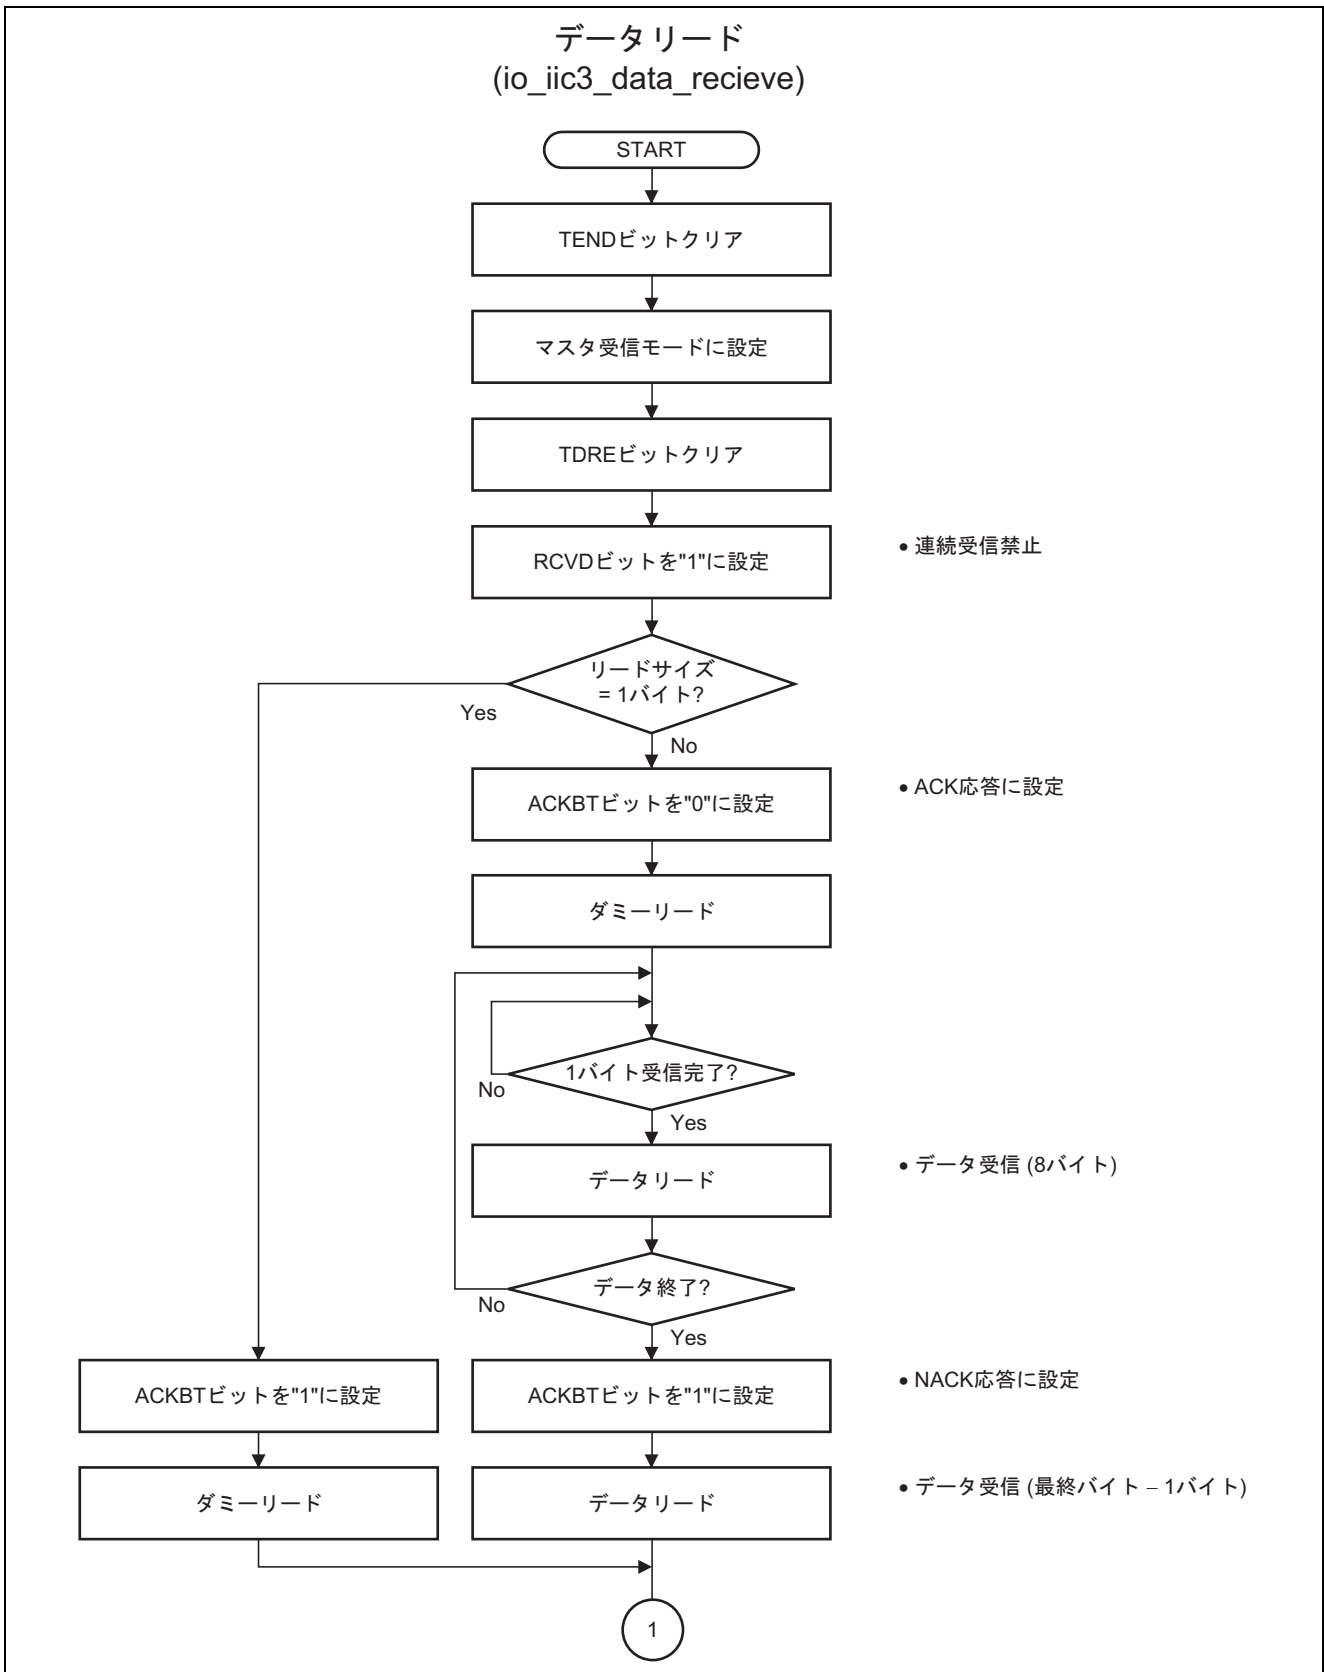 データリード
(io_iic3_data_recieve)
START
TENDビットクリア
マスタ受信モードに設定
TDREビットクリア
RCVDビットを"1"に設定
• 連続受信禁止
リードサイズ
= 1バイト?
Yes
No
ACKBTビットを"0"に設定
• ACK応答に設定
ダミーリード
1バイト受信完了?
No
Yes
データリード
• データ受信 (8バイト)
データ終了?
No
Yes
ACKBTビットを"1"に設定
ACKBTビットを"1"に設定
• NACK応答に設定
ダミーリード
データリード
• データ受信 (最終バイト – 1バイト)
1